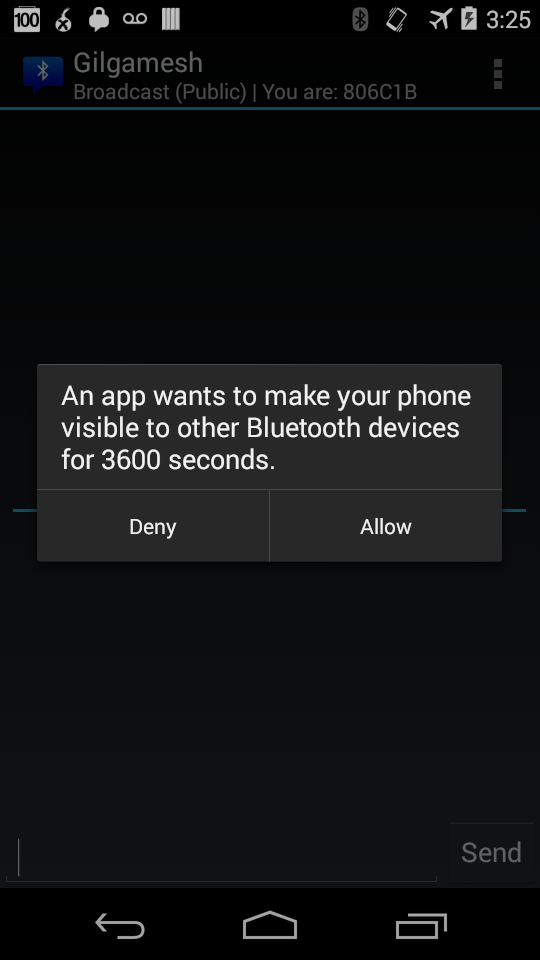 100 3:25
Gilgamesh
Broadcast (Public) | You are: 806C1B
An app wants to make your phone
visible to other Bluetooth devices
for 3600 seconds.
Deny Allow
Send